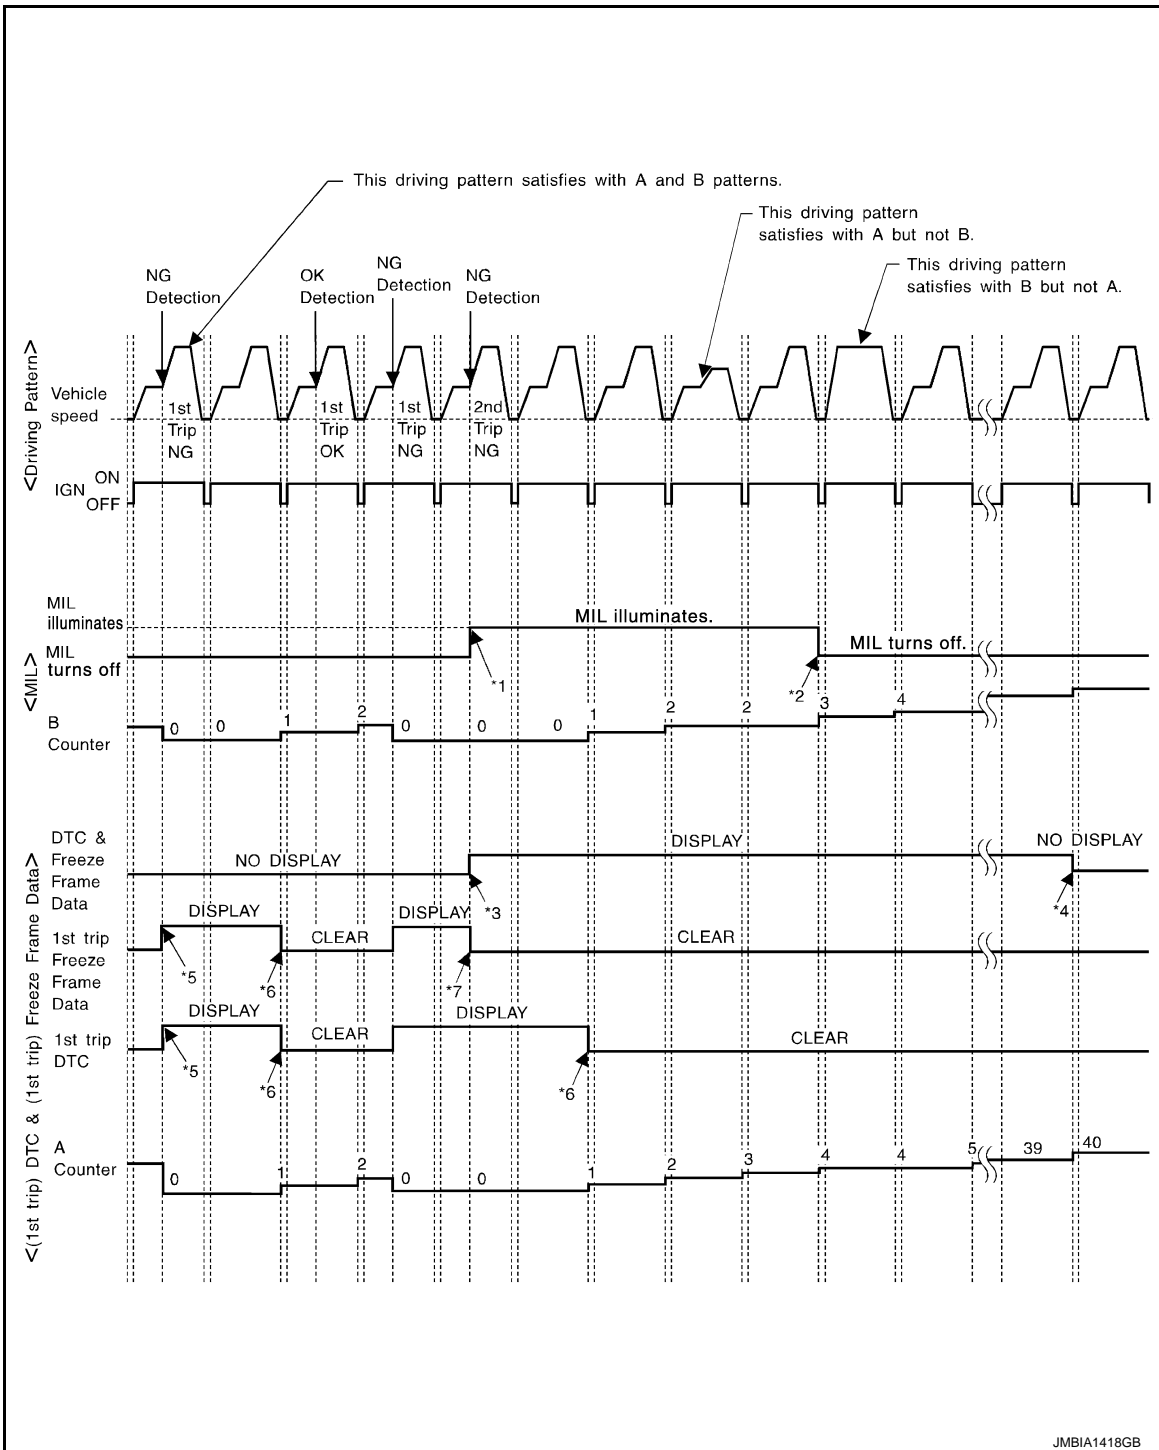 This driving pattern satisfies with A and B patterns.
This driving pattern
satisfies with A but not B.
This driving pattern
satisfies with B but not A.
NG
Detection
OK
Detection
NG
Detection
NG
Detection
<Driving Pattern>
Vehicle
speed
1st
Trip
NG
1st
Trip
OK
1st
Trip
NG
2nd
Trip
NG
IGN ON
OFF
<MIL>
MIL
illuminates
MIL illuminates.
MIL
turns off
MIL turns off.
*1
*2
B
Counter
0 0 1 2 0 0 0 1 2 2 3 4
<(1st trip) DTC & (1st trip) Freeze Frame Data>
DTC &
Freeze
Frame
Data
NO DISPLAY
DISPLAY
NO DISPLAY
*3
*4
1st trip
Freeze
Frame
Data
DISPLAY
CLEAR
DISPLAY
CLEAR
*5
*6
*7
1st trip
DTC
DISPLAY
CLEAR
DISPLAY
CLEAR
*5
*6
*6
A
Counter
0 1 2 0 0 1 2 3 4 4 5 39 40
JMBIA1418GB